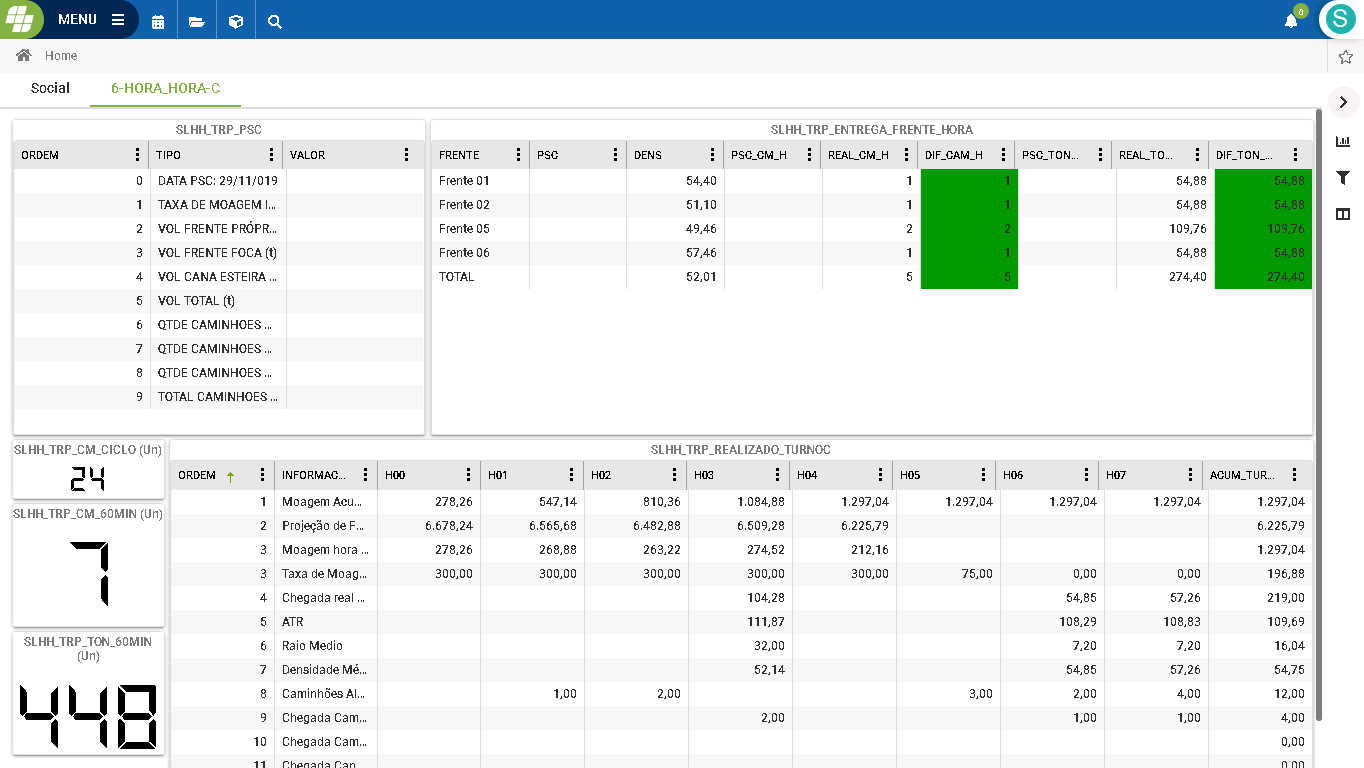 MENU
0
S
Home
Social 6-HORA_HORA-C
SLHH_TRP_PSC
ORDEM TIPO VALOR
0 DATA PSC: 29/11/019
1 TAXA DE MOAGEM I...
2 VOL FRENTE PRÓPR...
3 VOL FRENTE FOCA (t)
4 VOL CANA ESTEIRA ...
5 VOL TOTAL (t)
6 QTDE CAMINHOES ...
7 QTDE CAMINHOES ...
8 QTDE CAMINHOES ...
9 TOTAL CAMINHOES ...
SLHH_TRP_ENTREGA_FRENTE_HORA
FRENTE PSC DENS PSC_CM_H REAL_CM_H DIF_CAM_H PSC_TON... REAL_TO... DIF_TON_...
Frente 01 54,40 1 1 54,88 54,88
Frente 02 51,10 1 1 54,88 54,88
Frente 05 49,46 2 2 109,76 109,76
Frente 06 57,46 1 1 54,88 54,88
TOTAL 52,01 5 5 274,40 274,40
SLHH_TRP_CM_CICLO (Un)
24
SLHH_TRP_CM_60MIN (Un)
7
SLHH_TRP_TON_60MIN
(Un)
448
SLHH_TRP_REALIZADO_TURNOC
ORDEM INFORMAC... H00 H01 H02 H03 H04 H05 H06 H07 ACUM_TUR...
1 Moagem Acu... 278,26 547,14 810,36 1.084,88 1.297,04 1.297,04 1.297,04 1.297,04 1.297,04
2 Projeção de F... 6.678,24 6.565,68 6.482,88 6.509,28 6.225,79 6.225,79
3 Moagem hora ... 278,26 268,88 263,22 274,52 212,16 1.297,04
3 Taxa de Moag... 300,00 300,00 300,00 300,00 300,00 75,00 0,00 0,00 196,88
4 Chegada real ... 104,28 54,85 57,26 219,00
5 ATR 111,87 108,29 108,83 109,69
6 Raio Medio 32,00 7,20 7,20 16,04
7 Densidade Mé... 52,14 54,85 57,26 54,75
8 Caminhões Al... 1,00 2,00 3,00 2,00 4,00 12,00
9 Chegada Cam... 2,00 1,00 1,00 4,00
10 Chegada Cam... 0,00
11 Chegada Can... 0,00